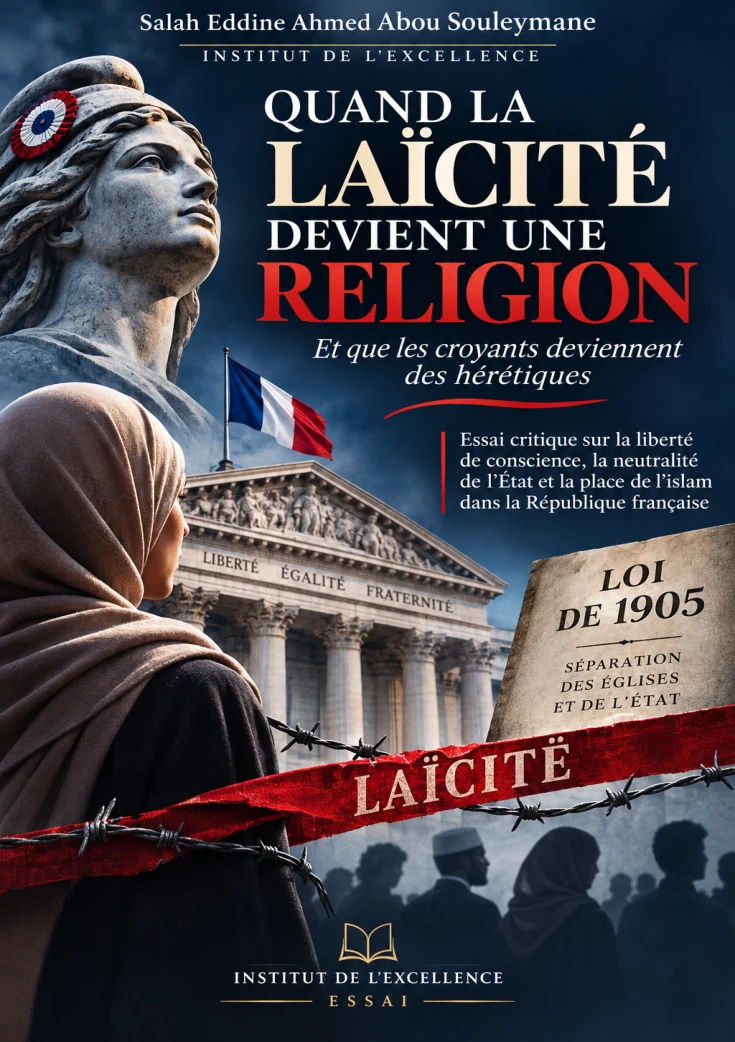 Salah Eddine Ahmed Abou Souleymane
INSTITUT DE L'EXCELLENCE
QUAND LA
LAÏCITÉ
DEVIENT UNE
RELIGION
Et que les croyants deviennent
des hérétiques
Essai critique sur la liberté
de conscience, la neutralité
de l'État et la place de l'islam
dans la République française
LIBERTÉ ÉGALITÉ FRATERNITÉ
LOI
DE 1905
SÉPARATION
DES ÉGLISES
ET DE L'ÉTAT
LAÏCITË
INSTITUT DE L'EXCELLENCE
ESSAI